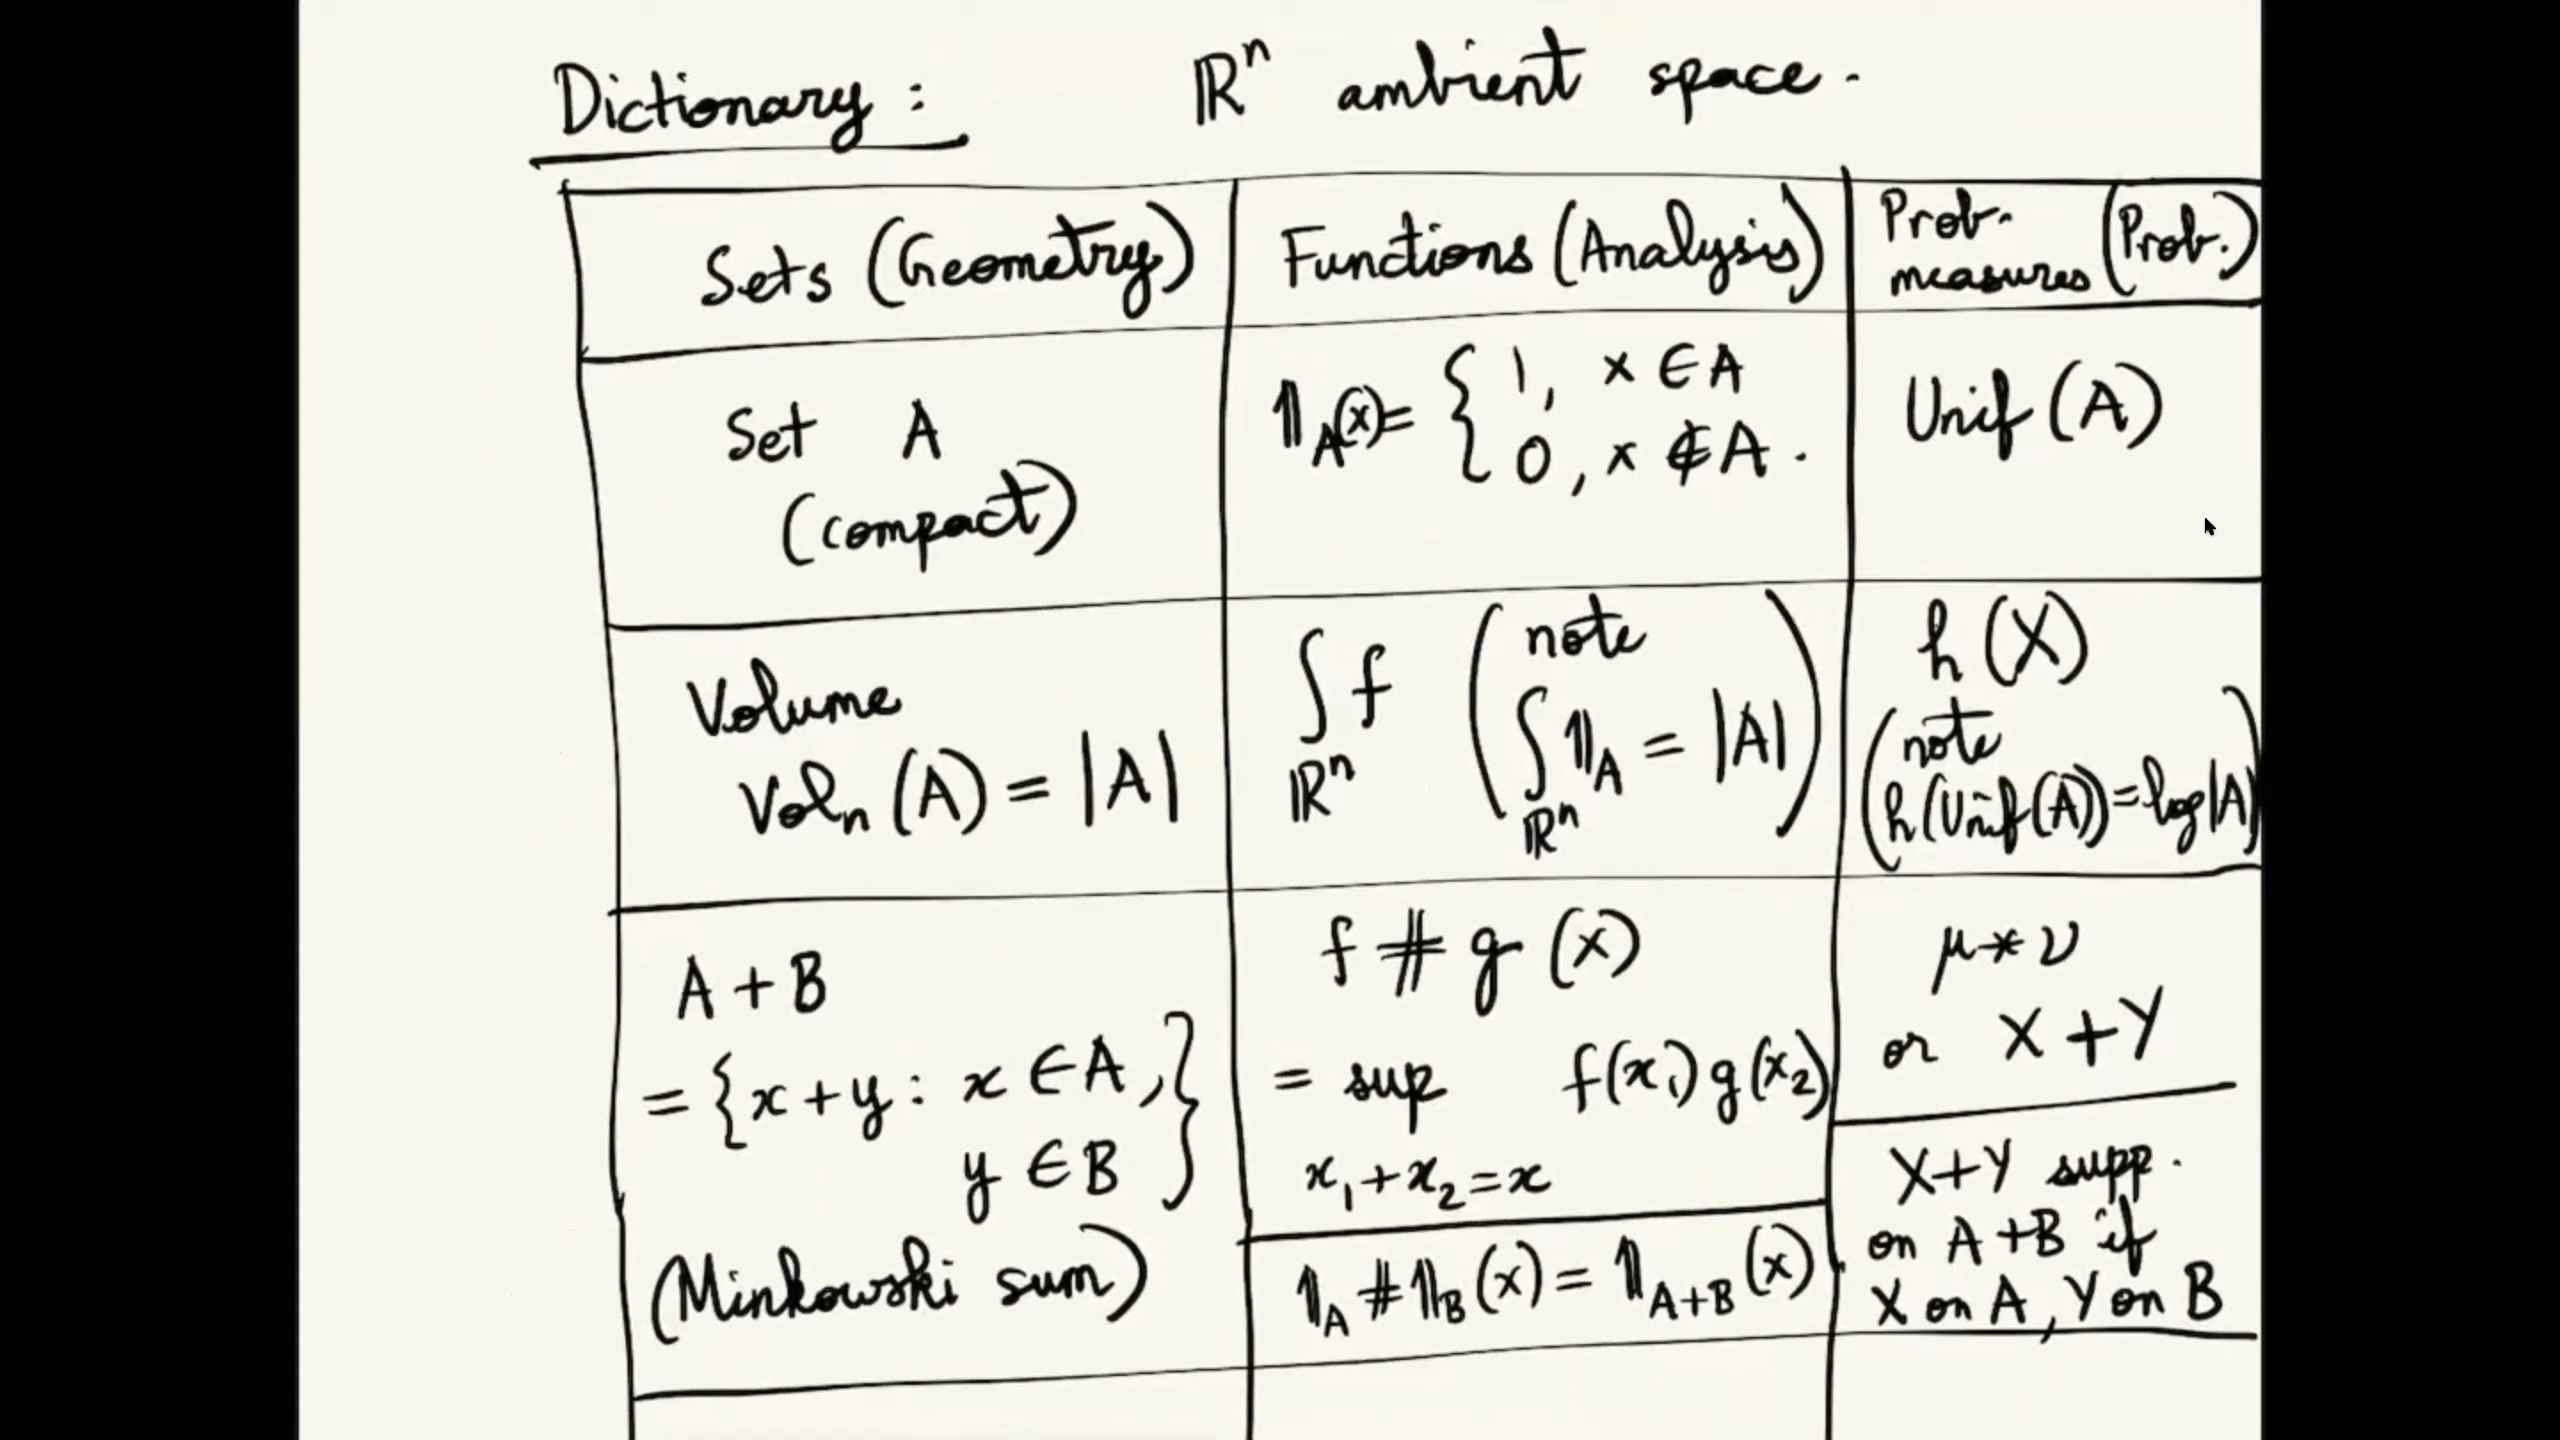 Dictionary : ℝⁿ ambient space.
Sets (Geometry)
Functions (Analysis)
Prob. measures (Prob.)
Set A
(compact)
𝟙_A(x) = { 1, x ∈ A
0, x ∉ A.
Unif (A)
Volume
Vol_n (A) = |A|
∫_ℝⁿ f (note
∫_ℝⁿ 𝟙_A = |A|)
h (X)
(note
h(Unif(A)) = log|A|)
A + B
= {x + y : x ∈ A,
y ∈ B}
(Minkowski sum)
f # g (x)
= sup f(x₁) g(x₂)
x₁ + x₂ = x
𝟙_A # 𝟙_B (x) = 𝟙_{A+B} (x)
μ * ν
or X + Y
X + Y supp.
on A + B if
X on A, Y on B